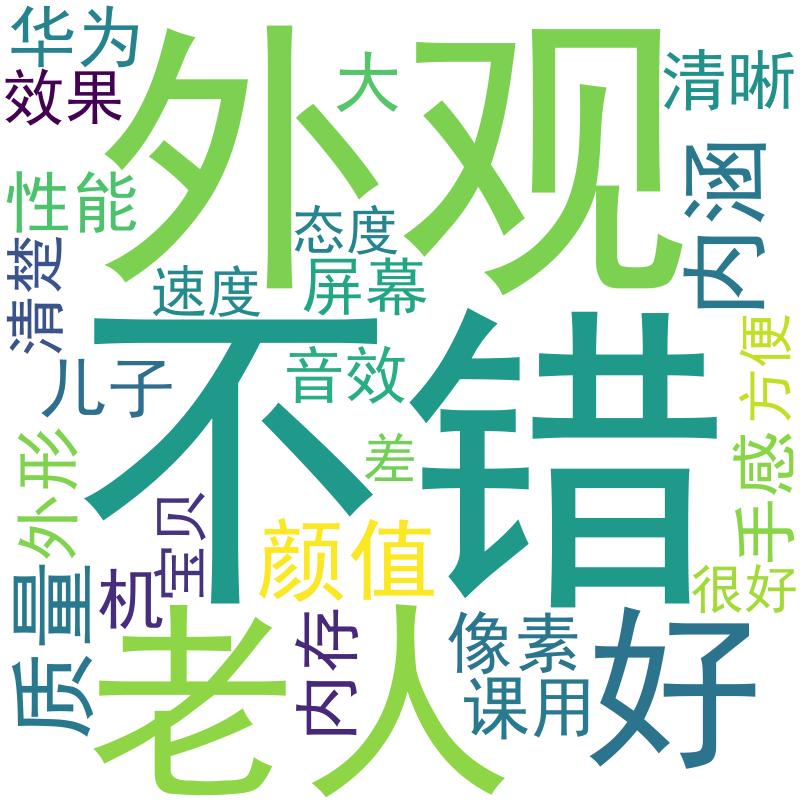 华为
外观
大
清晰
效果
性能
内涵
态度
速度
屏幕
清楚
不错
音效
儿子
方便
差
外形
手感
颜值
宝贝
机
质量
很好
老人
内存
像素
好
课用